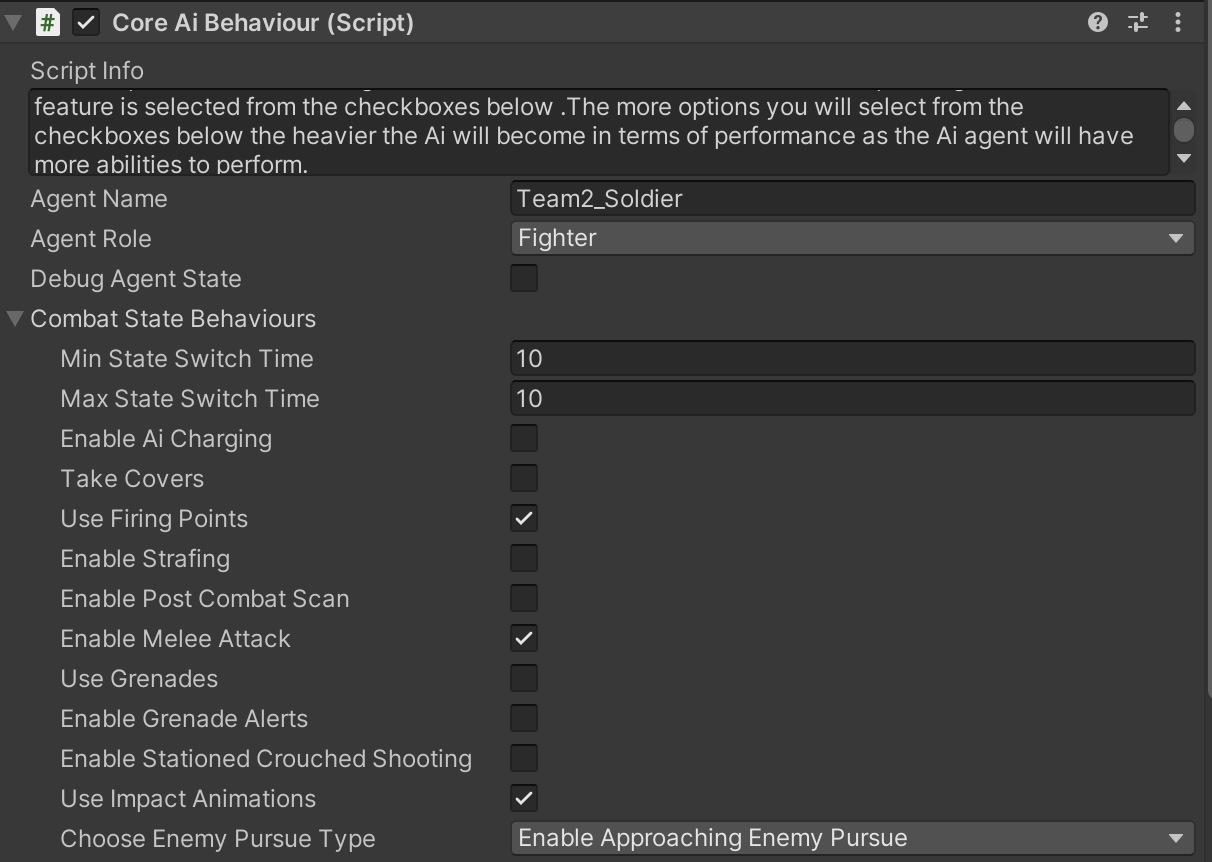 Core Ai Behaviour (Script)
Script Info
feature is selected from the checkboxes below .The more options you will select from the
checkboxes below the heavier the Ai will become in terms of performance as the Ai agent will have
more abilities to perform.
Agent Name Team2_Soldier
Agent Role Fighter
Debug Agent State
Combat State Behaviours
Min State Switch Time 10
Max State Switch Time 10
Enable Ai Charging
Take Covers
Use Firing Points
Enable Strafing
Enable Post Combat Scan
Enable Melee Attack
Use Grenades
Enable Grenade Alerts
Enable Stationed Crouched Shooting
Use Impact Animations
Choose Enemy Pursue Type Enable Approaching Enemy Pursue